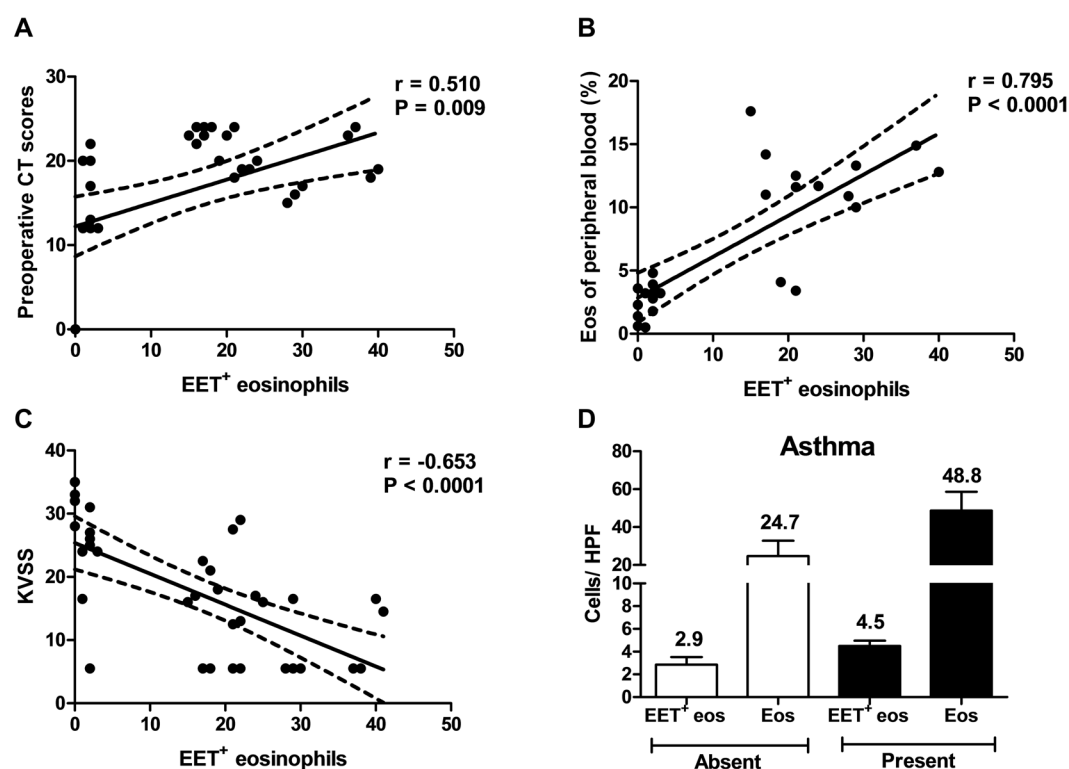 A
Preoperative CT scores
30
20
10
0
0 10 20 30 40 50
EET+ eosinophils
r = 0.510
P = 0.009
B
Eos of peripheral blood (%)
20
15
10
5
0
0 10 20 30 40 50
EET+ eosinophils
r = 0.795
P < 0.0001
C
KVSS
40
30
20
10
0
0 10 20 30 40 50
EET+ eosinophils
r = -0.653
P < 0.0001
D
Asthma
Cells/ HPF
80
60
40
20
10
8
6
4
2
0
2.9
24.7
4.5
48.8
EET+ eos Eos EET+ eos Eos
Absent Present